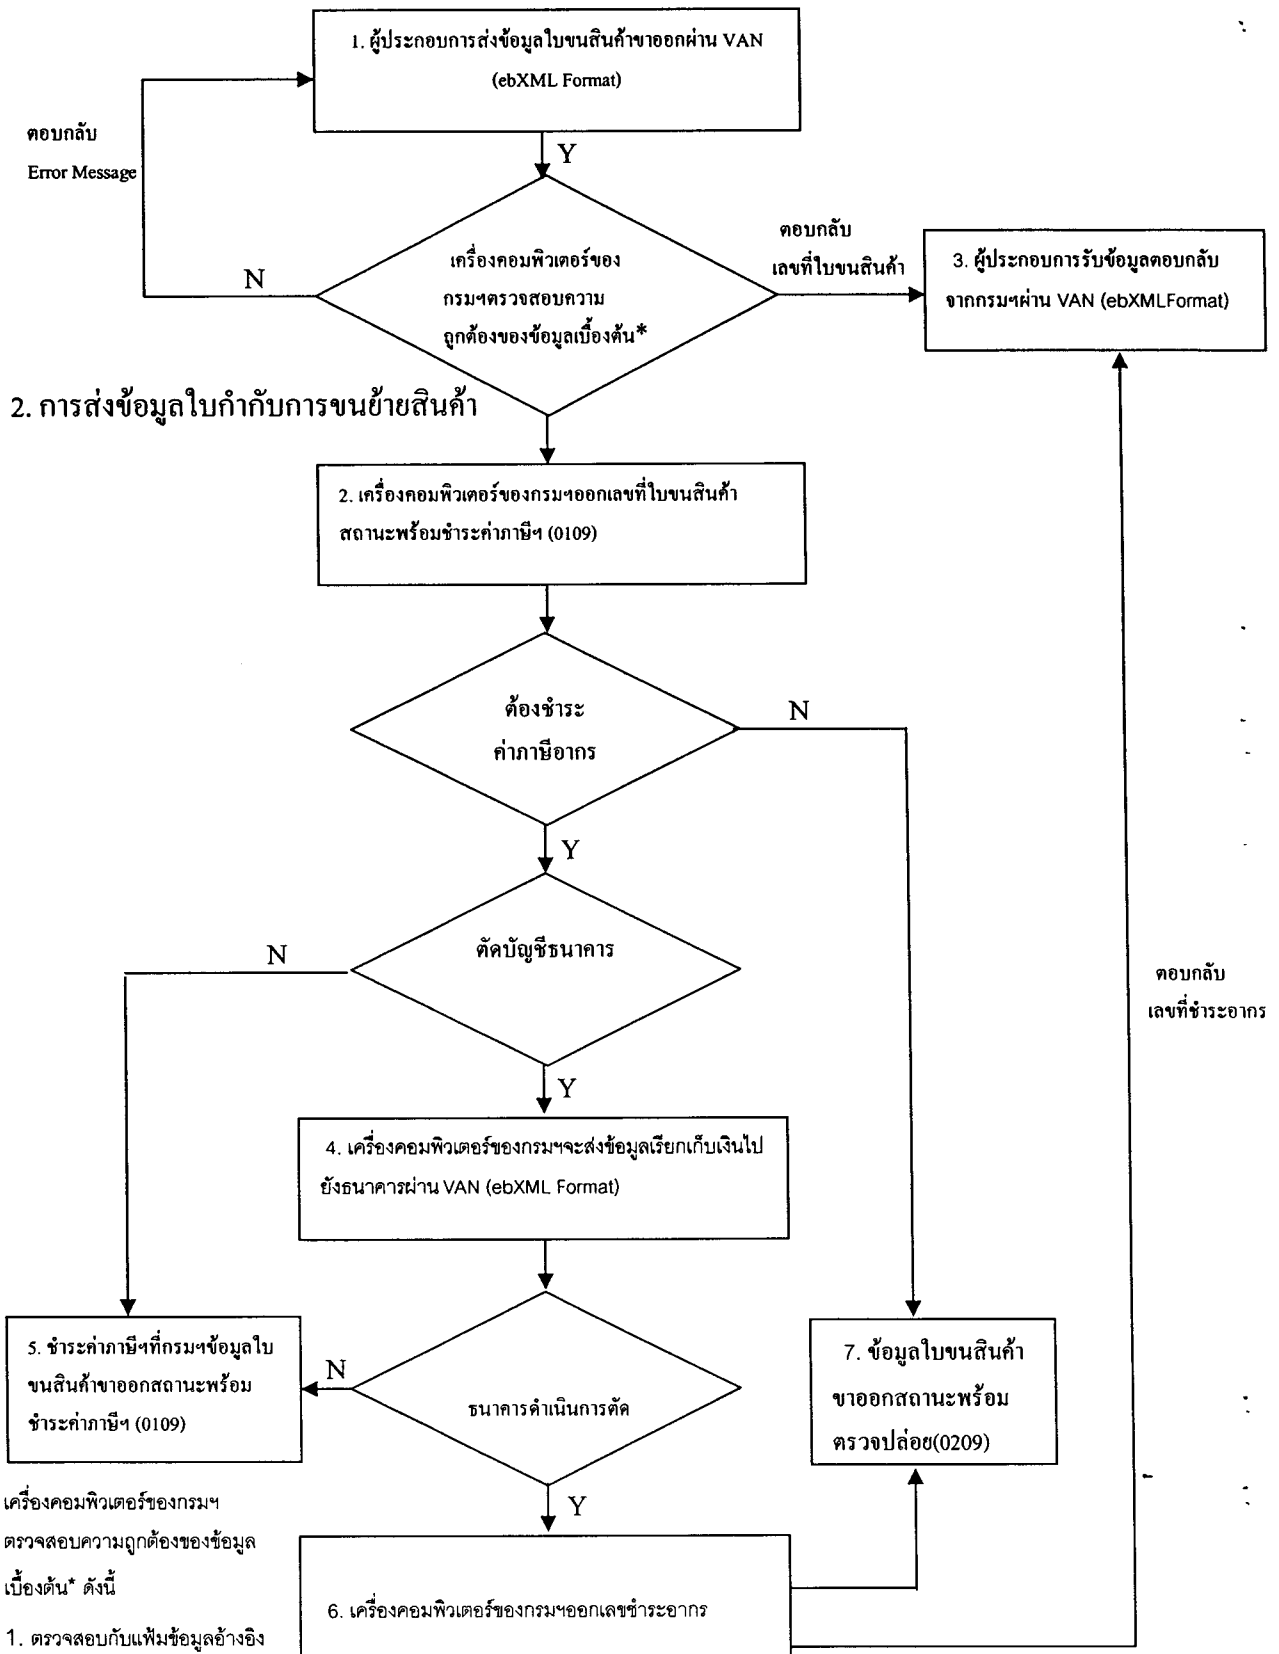 1. ผู้ประกอบการส่งข้อมูลใบขนสินค้าขาออกผ่าน VAN
(ebXML Format)
ตอบกลับ
Error Message
Y
N
เครื่องคอมพิวเตอร์ของ
กรมฯตรวจสอบความ
ถูกต้องของข้อมูลเบื้องต้น*
ตอบกลับ
เลขที่ใบขนสินค้า
3. ผู้ประกอบการรับข้อมูลตอบกลับ
จากกรมฯผ่าน VAN (ebXMLFormat)
2. การส่งข้อมูลใบกำกับการขนย้ายสินค้า
2. เครื่องคอมพิวเตอร์ของกรมฯออกเลขที่ใบขนสินค้า
สถานะพร้อมชำระค่าภาษีฯ (0109)
ต้องชำระ
ค่าภาษีอากร
N
Y
ตัดบัญชีธนาคาร
N
Y
ตอบกลับ
เลขที่ชำระอากร
4. เครื่องคอมพิวเตอร์ของกรมฯจะส่งข้อมูลเรียกเก็บเงินไป
ยังธนาคารผ่าน VAN (ebXML Format)
5. ชำระค่าภาษีฯที่กรมฯข้อมูลใบ
ขนสินค้าขาออกสถานะพร้อม
ชำระค่าภาษีฯ (0109)
N
ธนาคารดำเนินการตัด
Y
7. ข้อมูลใบขนสินค้า
ขาออกสถานะพร้อม
ตรวจปล่อย(0209)
เครื่องคอมพิวเตอร์ของกรมฯ
ตรวจสอบความถูกต้องของข้อมูล
เบื้องต้น* ดังนี้
1. ตรวจสอบกับแฟ้มข้อมูลอ้างอิง
6. เครื่องคอมพิวเตอร์ของกรมฯออกเลขชำระอากร